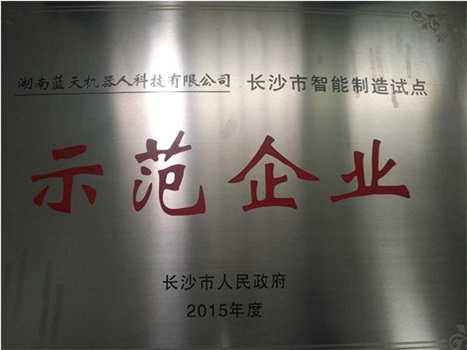 湖南蓝天机器人科技有限公司 长沙市智能制造试点
示范企业
长沙市人民政府
2015年度